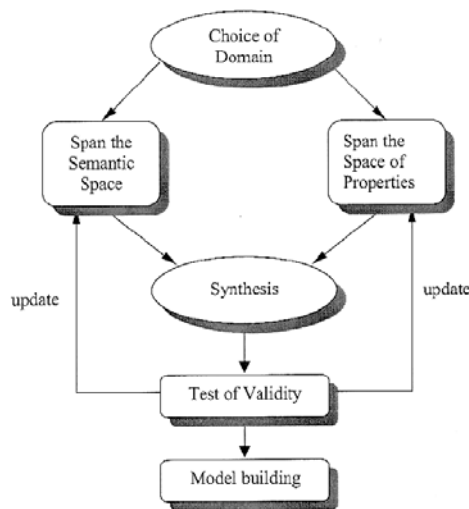 Choice of
Domain
Span the
Semantic
Space
Span the
Space of
Properties
Synthesis
update
update
Test of Validity
Model building